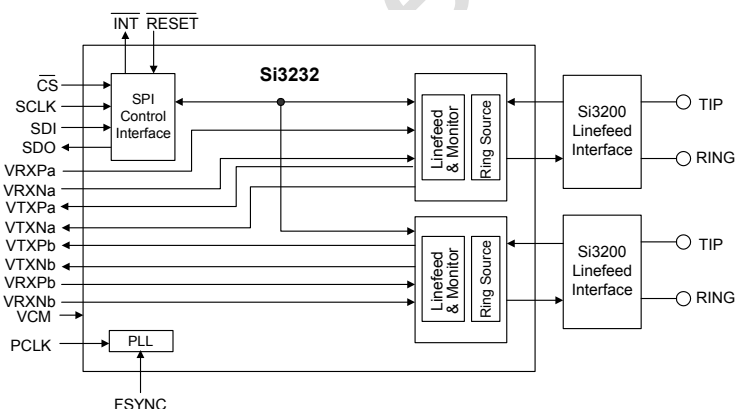 INT RESET
Si3232
CS
SCLK
SDI
SDO
SPI
Control
Interface
VRXPa
VRXNa
VTXPa
VTXNa
VTXPb
VTXNb
VRXPb
VRXNb
VCM
PCLK
PLL
FSYNC
Linefeed
& Monitor
Ring Source
Si3200
Linefeed
Interface
TIP
RING
Linefeed
& Monitor
Ring Source
Si3200
Linefeed
Interface
TIP
RING